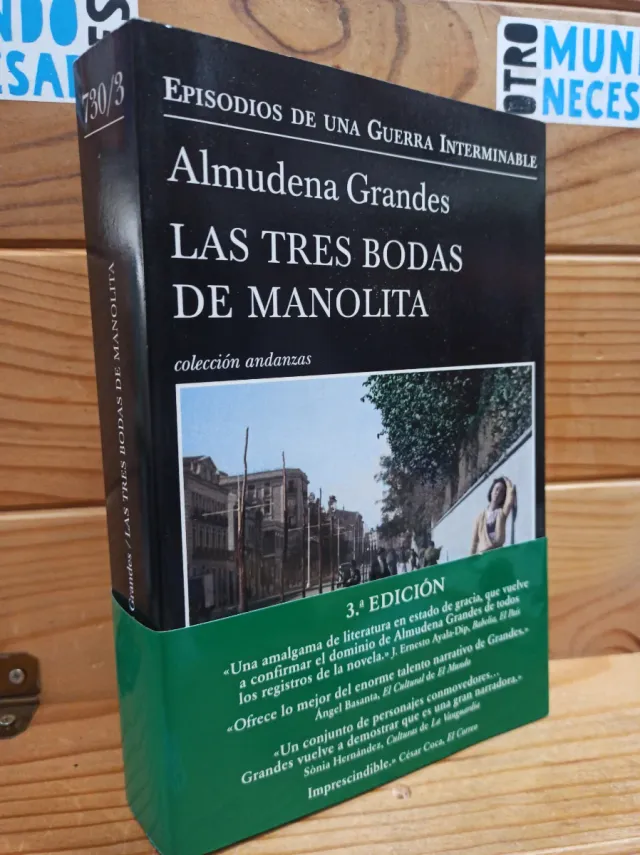 NDO
ESAR
ES
OTRO
MUN
NECES
730/3
Grandes / LAS TRES BODAS DE MANOLITA
EPISODIOS DE UNA GUERRA INTERMINABLE
Almudena Grandes
LAS TRES BODAS
DE MANOLITA
colección andanzas
3.ª EDICIÓN
«Una amalgama de literatura en estado de gracia, que vuelve
a confirmar el dominio de Almudena Grandes de todos
los registros de la novela.» J. Ernesto Ayala-Dip, Babelia, El País
«Ofrece lo mejor del enorme talento narrativo de Grandes.»
Ángel Basanta, El Cultural de El Mundo
«Un conjunto de personajes conmovedores...
Grandes vuelve a demostrar que es una gran narradora.»
Sònia Hernández, Culturas de La Vanguardia
Imprescindible.» César Coca, El Correo